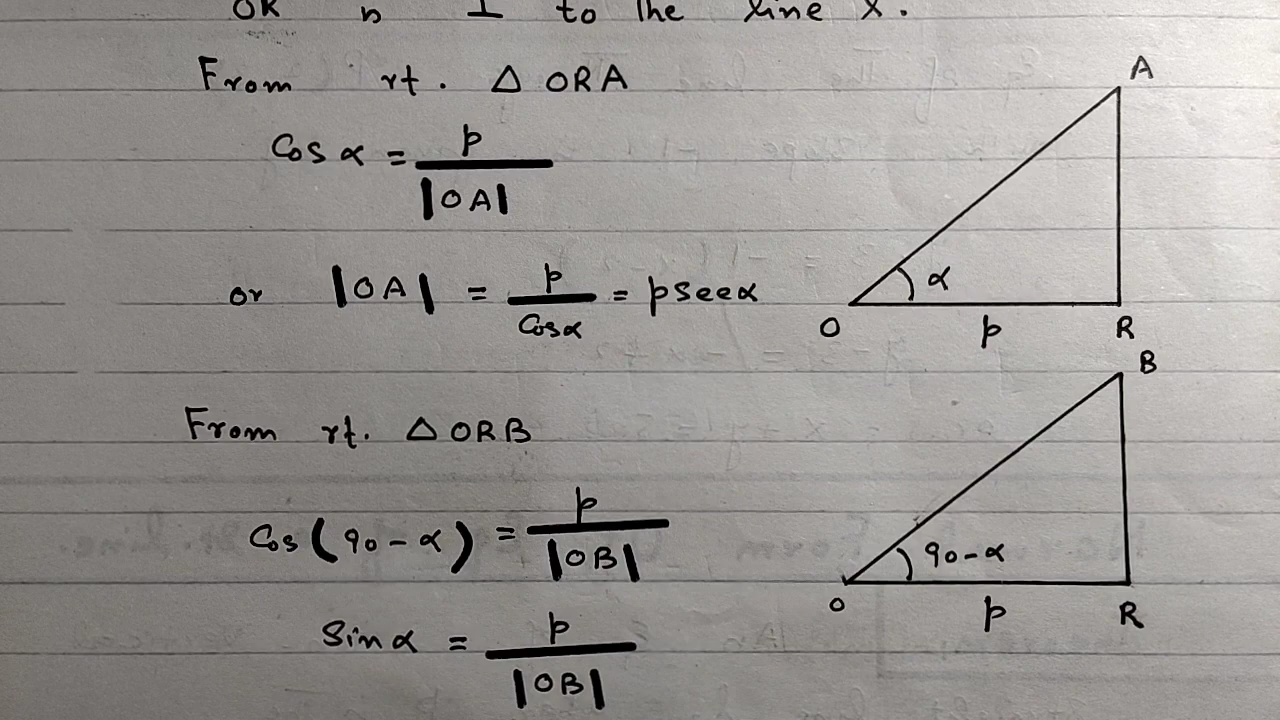 OR is ⊥ to the line X.
From rt. △ ORA
Cos α = p / |OA|
or |OA| = p / Cosα = p secα
From rt. △ ORB
Cos(90-α) = p / |OB|
Sin α = p / |OB|
A
α
O p R
B
90-α
O p R